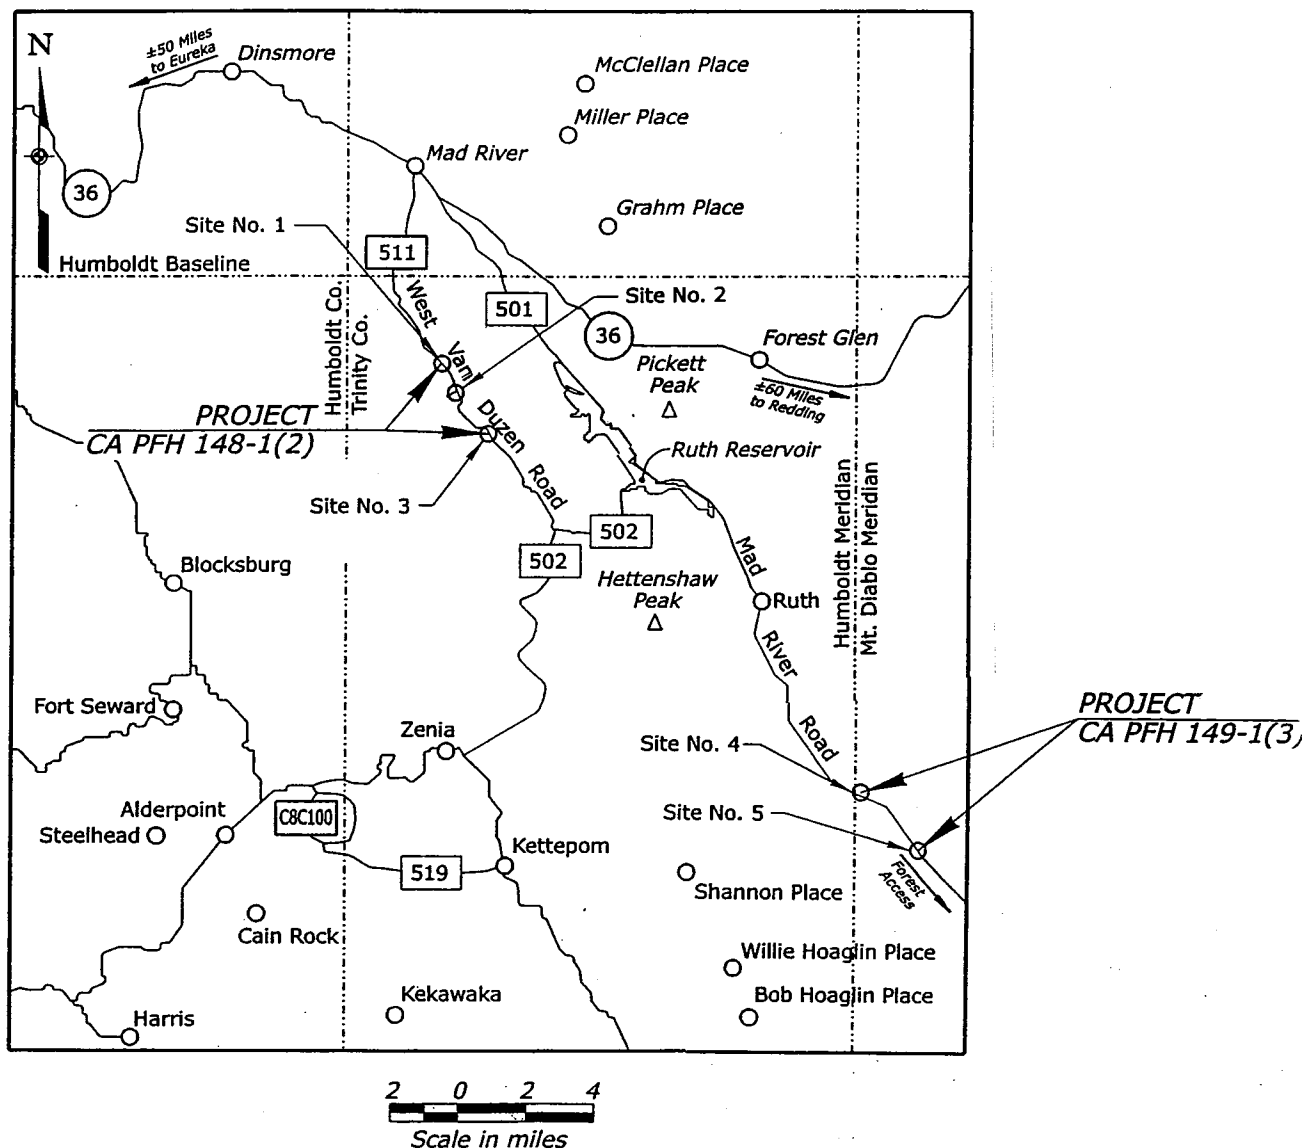 N
±50 Miles
to Eureka
Dinsmore
McClellan Place
Miller Place
Mad River
36
Grahm Place
Site No. 1
511
Humboldt Baseline
West
Van
Duzen
Road
501
Site No. 2
36
Forest Glen
Humboldt Co.
Trinity Co.
Pickett
Peak
±60 Miles
to Redding
PROJECT
CA PFH 148-1(2)
Ruth Reservoir
Site No. 3
502
502
Humboldt Meridian
Mt. Diablo Meridian
Blocksburg
Hettenshaw
Peak
Mad
River
Road
Ruth
Fort Seward
Zenia
Site No. 4
PROJECT
CA PFH 149-1(3)
Alderpoint
Steelhead
C8C100
Site No. 5
519
Kettepom
Shannon Place
Forest
Access
Cain Rock
Willie Hoaglin Place
Kekawaka
Bob Hoaglin Place
Harris
2 0 2 4
Scale in miles